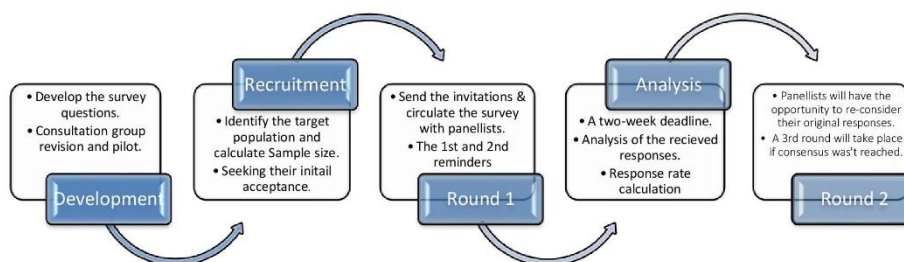 • Develop the survey
questions.
• Consultation group
revision and pilot.
Development
Recruitment
• Identify the target
population and
calculate Sample size.
• Seeking their initail
acceptance.
• Send the invitations &
circulate the survey
with panellists.
• The 1st and 2nd
reminders
Round 1
Analysis
• A two-week deadline.
• Analysis of the
recieved responses.
• Response rate
calculation
• Panellists will have the
opportunity to re-consider
their original responses.
• A 3rd round will take place
if consensus was't reached.
Round 2